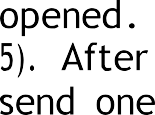 opened.
5). After
send one